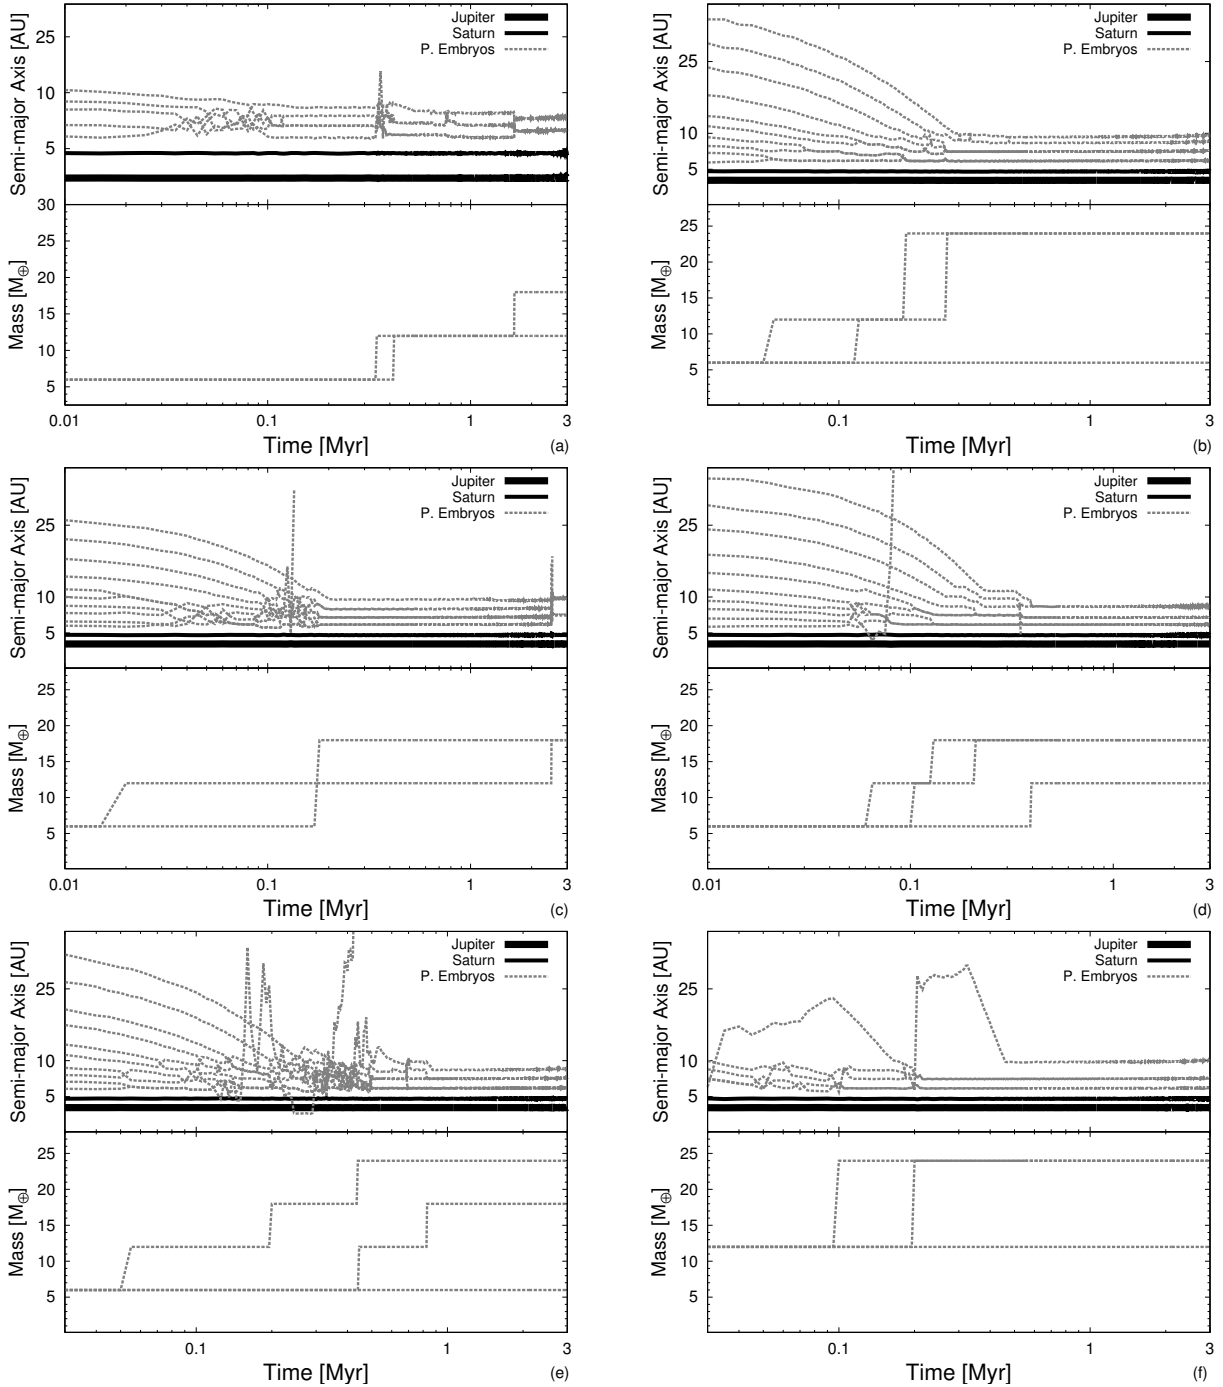 Semi-major Axis [AU]
25
10
5
Jupiter
Saturn
P. Embryos
Mass [M⊕]
30
25
20
15
10
5
0.01 0.1 1 3
Time [Myr]
(a)
Semi-major Axis [AU]
25
10
5
Jupiter
Saturn
P. Embryos
Mass [M⊕]
25
20
15
10
5
0.1 1 3
Time [Myr]
(b)
Semi-major Axis [AU]
25
10
5
Jupiter
Saturn
P. Embryos
Mass [M⊕]
25
20
15
10
5
0.01 0.1 1 3
Time [Myr]
(c)
Semi-major Axis [AU]
25
10
5
Jupiter
Saturn
P. Embryos
Mass [M⊕]
25
20
15
10
5
0.01 0.1 1 3
Time [Myr]
(d)
Semi-major Axis [AU]
25
10
5
Jupiter
Saturn
P. Embryos
Mass [M⊕]
25
20
15
10
5
0.1 1 3
Time [Myr]
(e)
Semi-major Axis [AU]
25
10
5
Jupiter
Saturn
P. Embryos
Mass [M⊕]
25
20
15
10
5
0.1 1 3
Time [Myr]
(f)